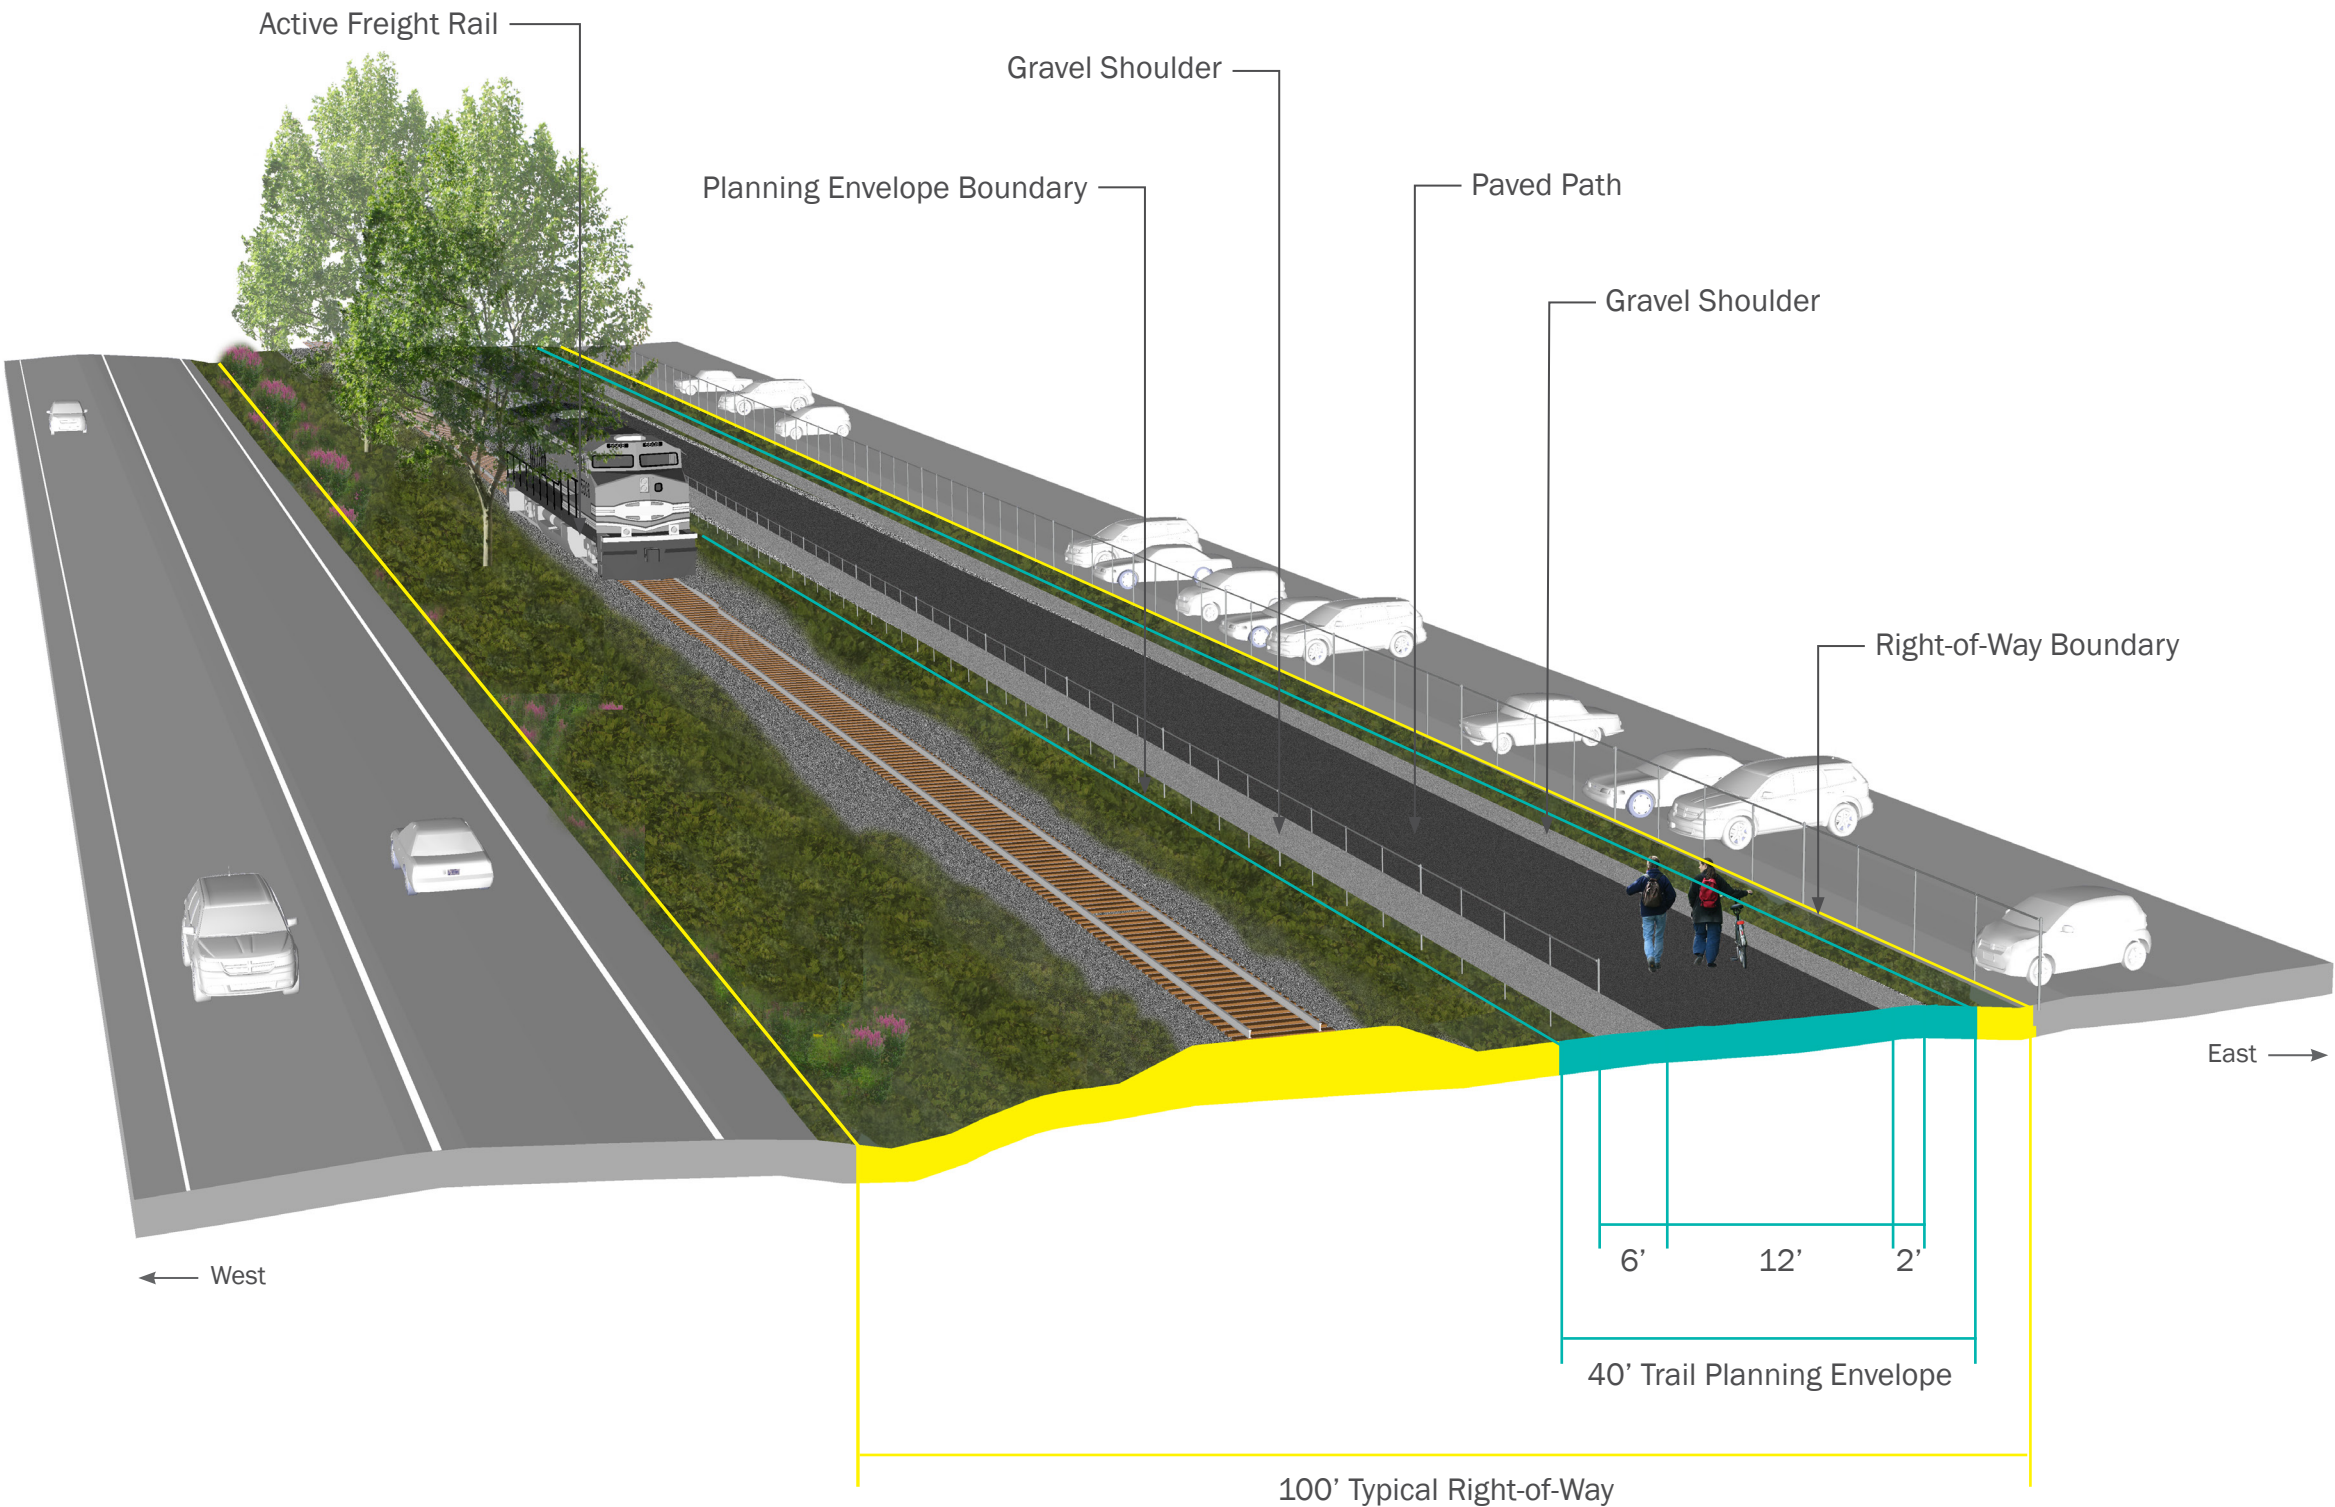 Active Freight Rail
Gravel Shoulder
Planning Envelope Boundary
Paved Path
Gravel Shoulder
Right-of-Way Boundary
East
West
6’
12’
2’
40’ Trail Planning Envelope
100’ Typical Right-of-Way